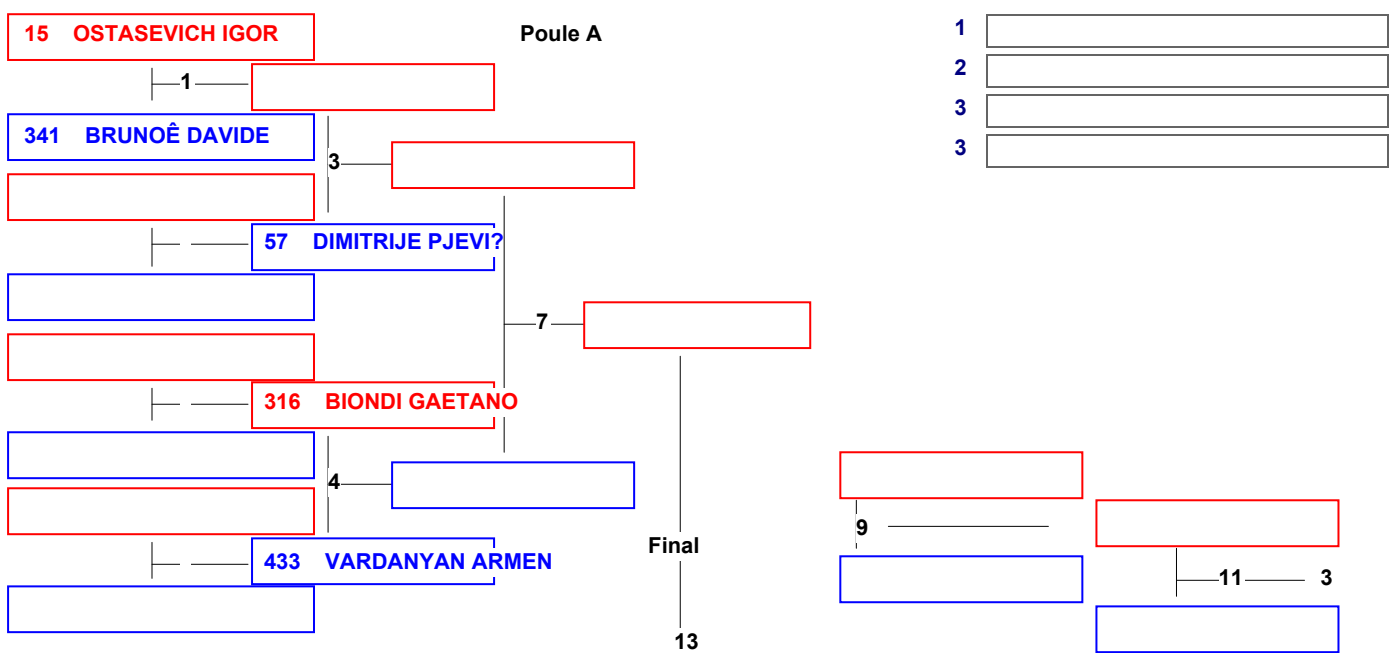 15 OSTASEVICH IGOR
Poule A
1
1
341 BRUNOÊ DAVIDE
2
3
3
3
57 DIMITRIJE PJEVI?
7
316 BIONDI GAETANO
4
9
Final
433 VARDANYAN ARMEN
11 3
13